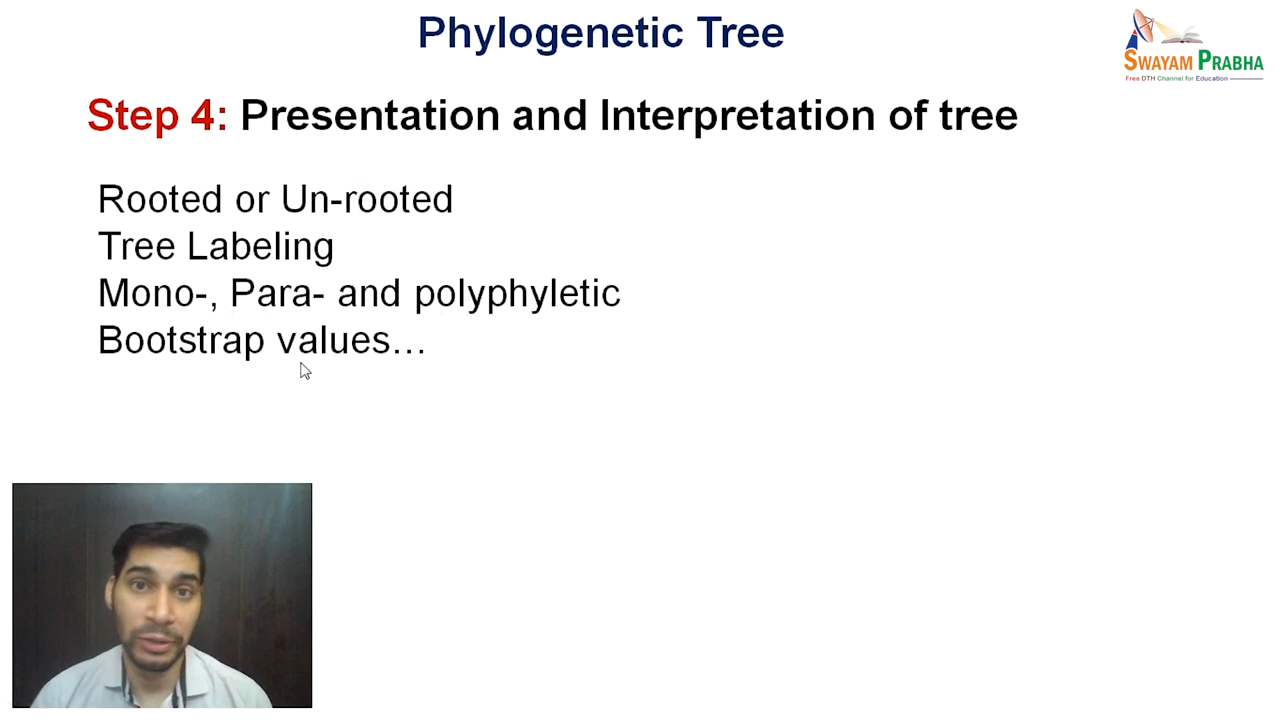 Phylogenetic Tree
SWAYAM PRABHA
Free DTH Channel for Education
Step 4: Presentation and Interpretation of tree
Rooted or Un-rooted
Tree Labeling
Mono-, Para- and polyphyletic
Bootstrap values...